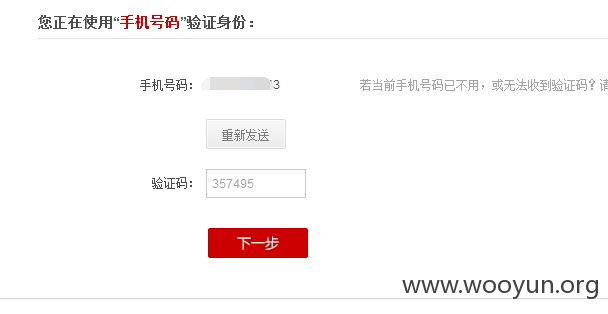 您正在使用“手机号码”验证身份：
手机号码： 3 若当前手机号码已不用，或无法收到验证码？请
重新发送
验证码： 357495
下一步
www.wooyun.org